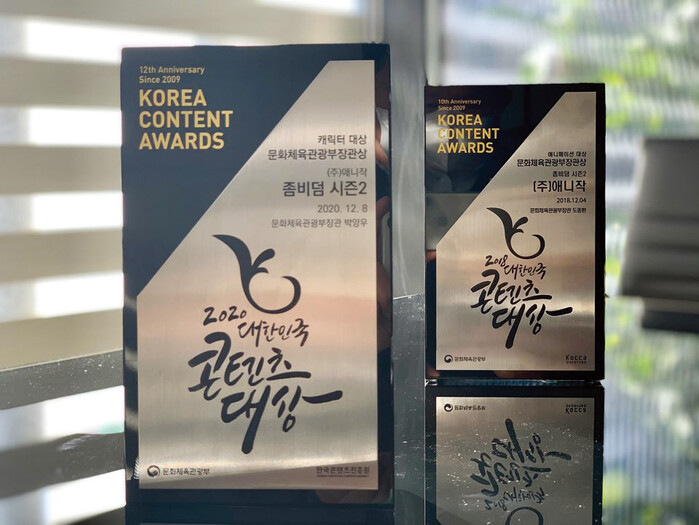 12th Anniversary
Since 2009
KOREA
CONTENT
AWARDS
캐릭터 대상
문화체육관광부장관상
(주)애니작
좀비덤 시즌2
2020. 12. 8
문화체육관광부장관 박양우
2020
대한민국
콘텐츠
대상
문화체육관광부
한국콘텐츠진흥원
10th Anniversary
Since 2009
KOREA
CONTENT
AWARDS
애니메이션 대상
문화체육관광부장관상
좀비덤 시즌2
(주)애니작
2018.12.04
문화체육관광부장관 도종환
2018
대한민국
콘텐츠
대상
문화체육관광부
Kocca